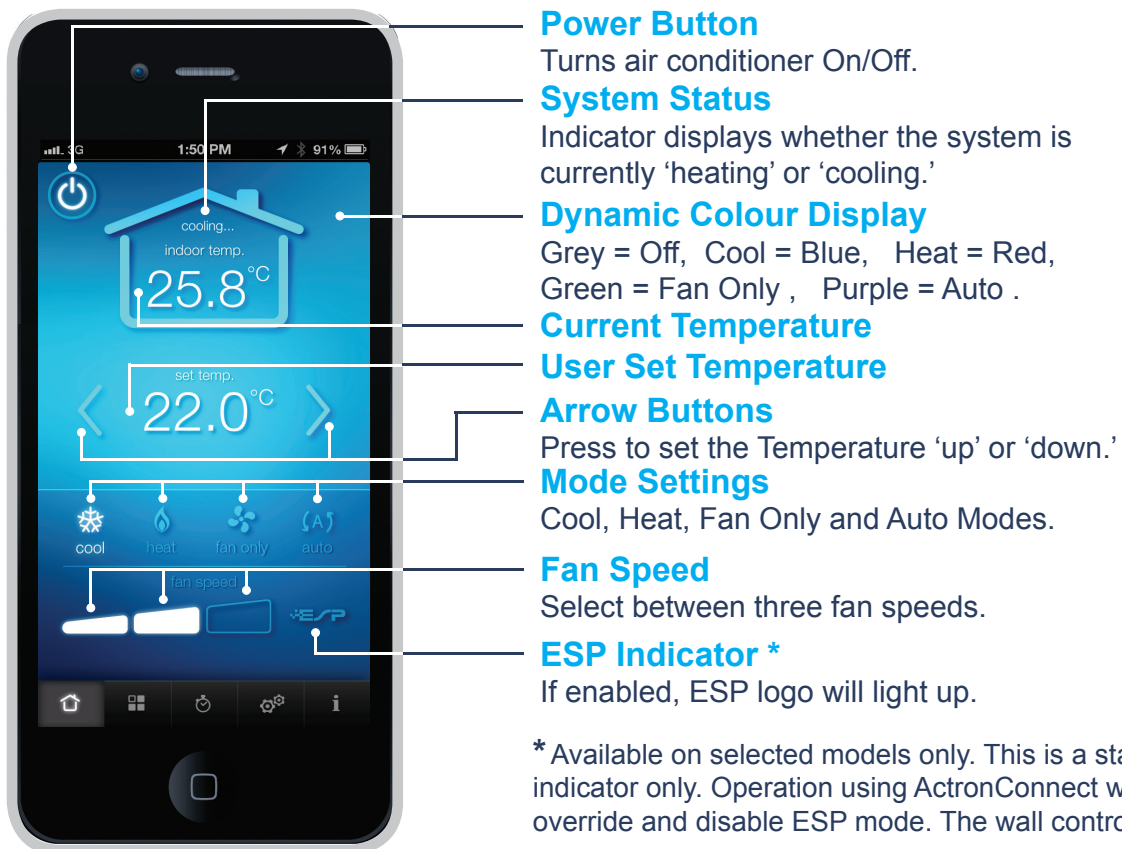 3G 1:50 PM 91%
cooling...
indoor temp.
25.8°C
set temp.
22.0°C
cool heat fan only auto
fan speed
ESP
i
Power Button
Turns air conditioner On/Off.
System Status
Indicator displays whether the system is
currently ‘heating’ or ‘cooling.’
Dynamic Colour Display
Grey = Off, Cool = Blue, Heat = Red,
Green = Fan Only , Purple = Auto .
Current Temperature
User Set Temperature
Arrow Buttons
Press to set the Temperature ‘up’ or ‘down.’
Mode Settings
Cool, Heat, Fan Only and Auto Modes.
Fan Speed
Select between three fan speeds.
ESP Indicator *
If enabled, ESP logo will light up.
* Available on selected models only. This is a
indicator only. Operation using ActronConnect
override and disable ESP mode. The wall